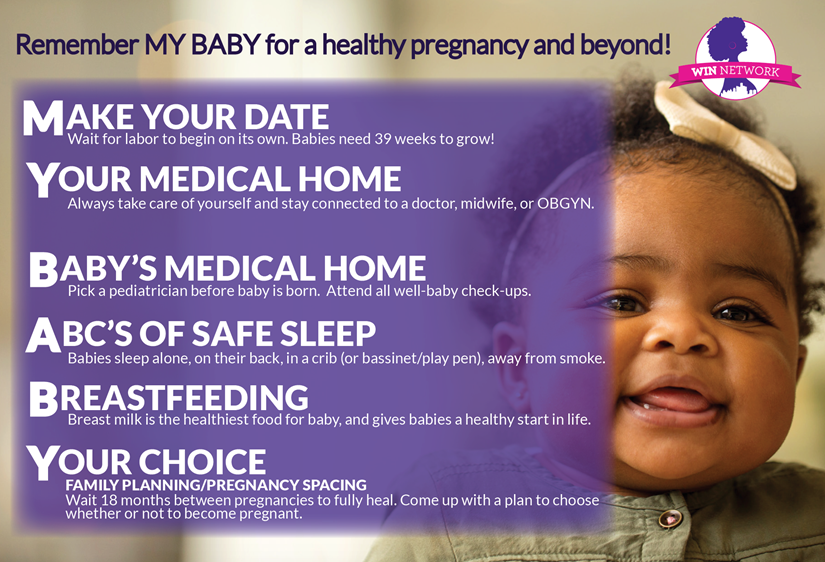 Remember MY BABY for a healthy pregnancy and beyond!
WIN NETWORK
MAKE YOUR DATE
Wait for labor to begin on its own. Babies need 39 weeks to grow!
YOUR MEDICAL HOME
Always take care of yourself and stay connected to a doctor, midwife, or OBGYN.
BABY'S MEDICAL HOME
Pick a pediatrician before baby is born. Attend all well-baby check-ups.
ABC'S OF SAFE SLEEP
Babies sleep alone, on their back, in a crib (or bassinet/play pen), away from smoke.
BREASTFEEDING
Breast milk is the healthiest food for baby, and gives babies a healthy start in life.
YOUR CHOICE
FAMILY PLANNING/PREGNANCY SPACING
Wait 18 months between pregnancies to fully heal. Come up with a plan to choose
whether or not to become pregnant.